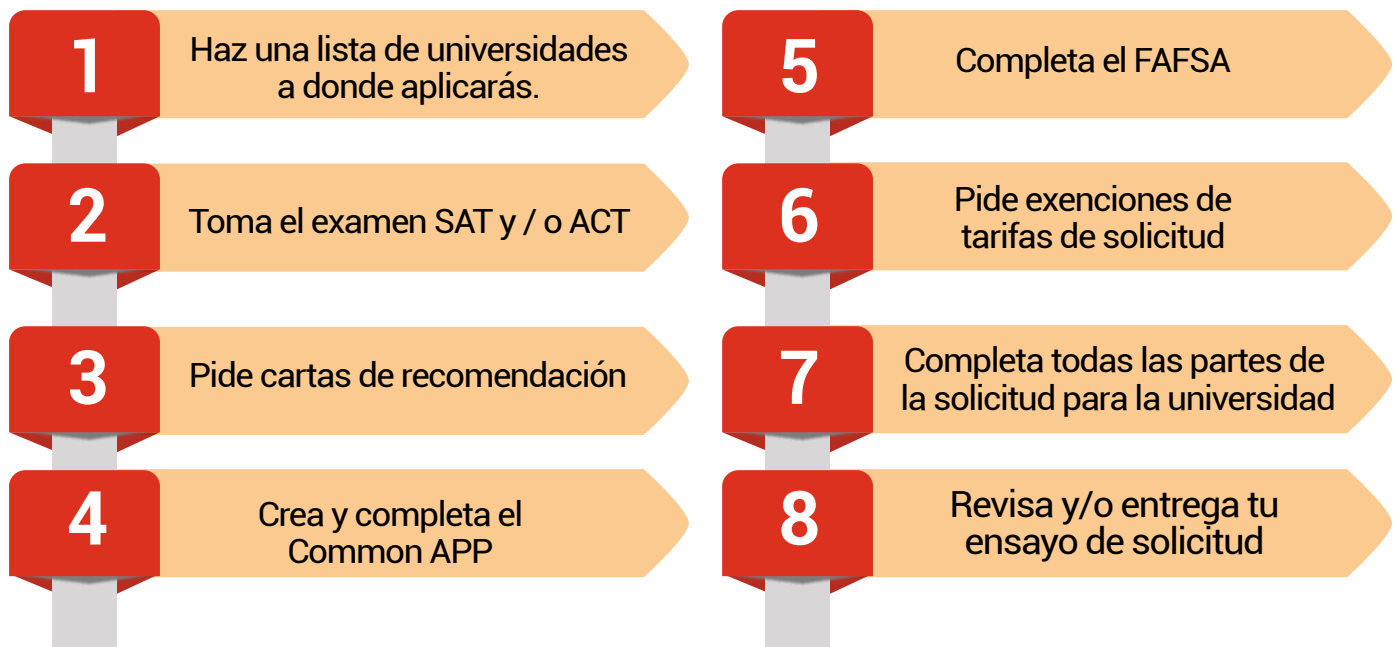 1
Haz una lista de universidades
a donde aplicarás.
2
Toma el examen SAT y / o ACT
3
Pide cartas de recomendación
4
Crea y completa el
Common APP
5
Completa el FAFSA
6
Pide exenciones de
tarifas de solicitud
7
Completa todas las partes de
la solicitud para la universidad
8
Revisa y/o entrega tu
ensayo de solicitud